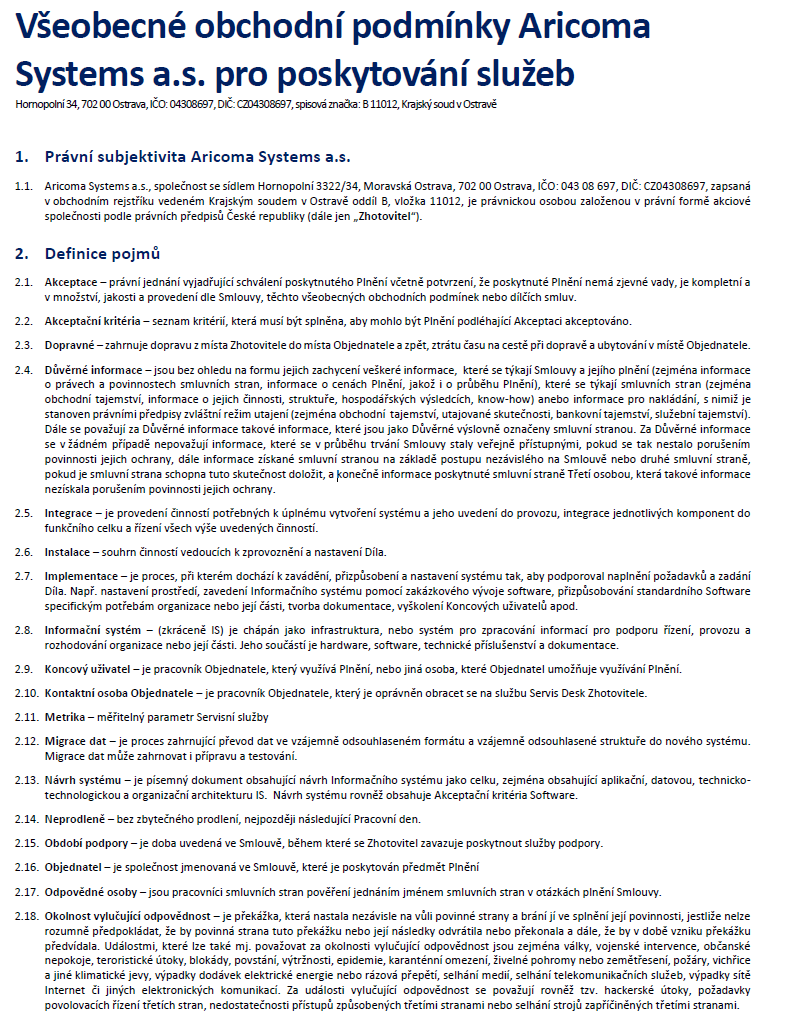 Všeobecné obchodní podmínky Aricoma
Systems a.s. pro poskytování služeb
Hornopolní 34, 702 00 Ostrava, IČO: 04308697, DIČ: CZ04308697, spisová značka: B 11012, Krajský soud v Ostravě
1. Právní subjektivita Aricoma Systems a.s.
1.1. Aricoma Systems a.s., společnost se sídlem Hornopolní 3322/34, Moravská Ostrava, 702 00 Ostrava, IČO: 043 08 697, DIČ: CZ04308697, zapsaná
v obchodním rejstříku vedeném Krajským soudem v Ostravě oddíl B, vložka 11012, je právnickou osobou založenou v právní formě akciové
společnosti podle právních předpisů České republiky (dále jen „Zhotovitel“).
2. Definice pojmů
2.1. Akceptace – právní jednání vyjadřující schválení poskytnutého Plnění včetně potvrzení, že poskytnuté Plnění nemá zjevné vady, je kompletní a
v množství, jakosti a provedení dle Smlouvy, těchto všeobecných obchodních podmínek nebo dílčích smluv.
2.2. Akceptační kritéria – seznam kritérií, která musí být splněna, aby mohlo být Plnění podléhající Akceptaci akceptováno.
2.3. Dopravné – zahrnuje dopravu z místa Zhotovitele do místa Objednatele a zpět, ztrátu času na cestě při dopravě a ubytování v místě Objednatele.
2.4. Důvěrné informace – jsou bez ohledu na formu jejich zachycení veškeré informace, které se týkají Smlouvy a jejího plnění (zejména informace
o právech a povinnostech smluvních stran, informace o cenách Plnění, jakož i o průběhu Plnění), které se týkají smluvních stran (zejména
obchodní tajemství, informace o jejich činnosti, struktuře, hospodářských výsledcích, know-how) anebo informace pro nakládání, s nimiž je
stanoven právními předpisy zvláštní režim utajení (zejména obchodní tajemství, utajované skutečnosti, bankovní tajemství, služební tajemství).
Dále se považují za Důvěrné informace takové informace, které jsou jako Důvěrné výslovně označeny smluvní stranou. Za Důvěrné informace
se v žádném případě nepovažují informace, které se v průběhu trvání Smlouvy staly veřejně přístupnými, pokud se tak nestalo porušením
povinnosti jejich ochrany, dále informace získané smluvní stranou na základě postupu nezávislého na Smlouvě nebo druhé smluvní straně,
pokud je smluvní strana schopna tuto skutečnost doložit, a konečně informace poskytnuté smluvní straně Třetí osobou, která takové informace
nezískala porušením povinnosti jejich ochrany.
2.5. Integrace – je provedení činností potřebných k úplnému vytvoření systému a jeho uvedení do provozu, integrace jednotlivých komponent do
funkčního celku a řízení všech výše uvedených činností.
2.6. Instalace – souhrn činností vedoucích k zprovoznění a nastavení Díla.
2.7. Implementace – je proces, při kterém dochází k zavádění, přizpůsobení a nastavení systému tak, aby podporoval naplnění požadavků a zadání
Díla. Např. nastavení prostředí, zavedení Informačního systému pomocí zakázkového vývoje software, přizpůsobování standardního Software
specifickým potřebám organizace nebo její části, tvorba dokumentace, vyškolení Koncových uživatelů apod.
2.8. Informační systém – (zkráceně IS) je chápán jako infrastruktura, nebo systém pro zpracování informací pro podporu řízení, provozu a
rozhodování organizace nebo její části. Jeho součástí je hardware, software, technické příslušenství a dokumentace.
2.9. Koncový uživatel – je pracovník Objednatele, který využívá Plnění, nebo jiná osoba, které Objednatel umožňuje využívání Plnění.
2.10. Kontaktní osoba Objednatele – je pracovník Objednatele, který je oprávněn obracet se na službu Servis Desk Zhotovitele.
2.11. Metrika – měřitelný parametr Servisní služby
2.12. Migrace dat – je proces zahrnující převod dat ve vzájemně odsouhlaseném formátu a vzájemně odsouhlasené struktuře do nového systému.
Migrace dat může zahrnovat i přípravu a testování.
2.13. Návrh systému – je písemný dokument obsahující návrh Informačního systému jako celku, zejména obsahující aplikační, datovou, technicko-
technologickou a organizační architekturu IS. Návrh systému rovněž obsahuje Akceptační kritéria Software.
2.14. Neprodleně – bez zbytečného prodlení, nejpozději následující Pracovní den.
2.15. Období podpory – je doba uvedená ve Smlouvě, během které se Zhotovitel zavazuje poskytnout služby podpory.
2.16. Objednatel – je společnost jmenovaná ve Smlouvě, které je poskytován předmět Plnění
2.17. Odpovědné osoby – jsou pracovníci smluvních stran pověření jednáním jménem smluvních stran v otázkách plnění Smlouvy.
2.18. Okolnost vylučující odpovědnost – je překážka, která nastala nezávisle na vůli povinné strany a brání jí ve splnění její povinnosti, jestliže nelze
rozumně předpokládat, že by povinná strana tuto překážku nebo její následky odvrátila nebo překonala a dále, že by v době vzniku překážku
předvídala. Událostmi, které lze také mj. považovat za okolnosti vylučující odpovědnost jsou zejména války, vojenské intervence, občanské
nepokoje, teroristické útoky, blokády, povstání, výtržnosti, epidemie, karanténní omezení, živelné pohromy nebo zemětřesení, požáry, vichřice
a jiné klimatické jevy, výpadky dodávek elektrické energie nebo rázová přepětí, selhání medií, selhání telekomunikačních služeb, výpadky sítě
Internet či jiných elektronických komunikací. Za události vylučující odpovědnost se považují rovněž tzv. hackerské útoky, požadavky
povolovacích řízení třetích stran, nedostatečnosti přístupů způsobených třetími stranami nebo selhání strojů zapříčiněných třetími stranami.